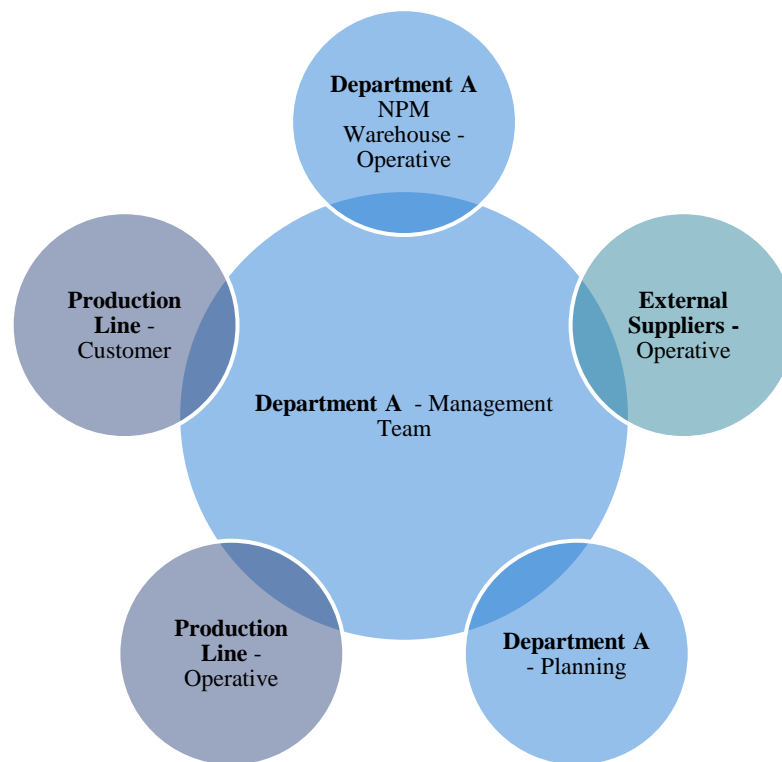 Department A
NPM
Warehouse -
Operative
Production
Line -
Customer
External
Suppliers -
Operative
Department A  - Management
Team
Production
Line -
Operative
Department A
- Planning